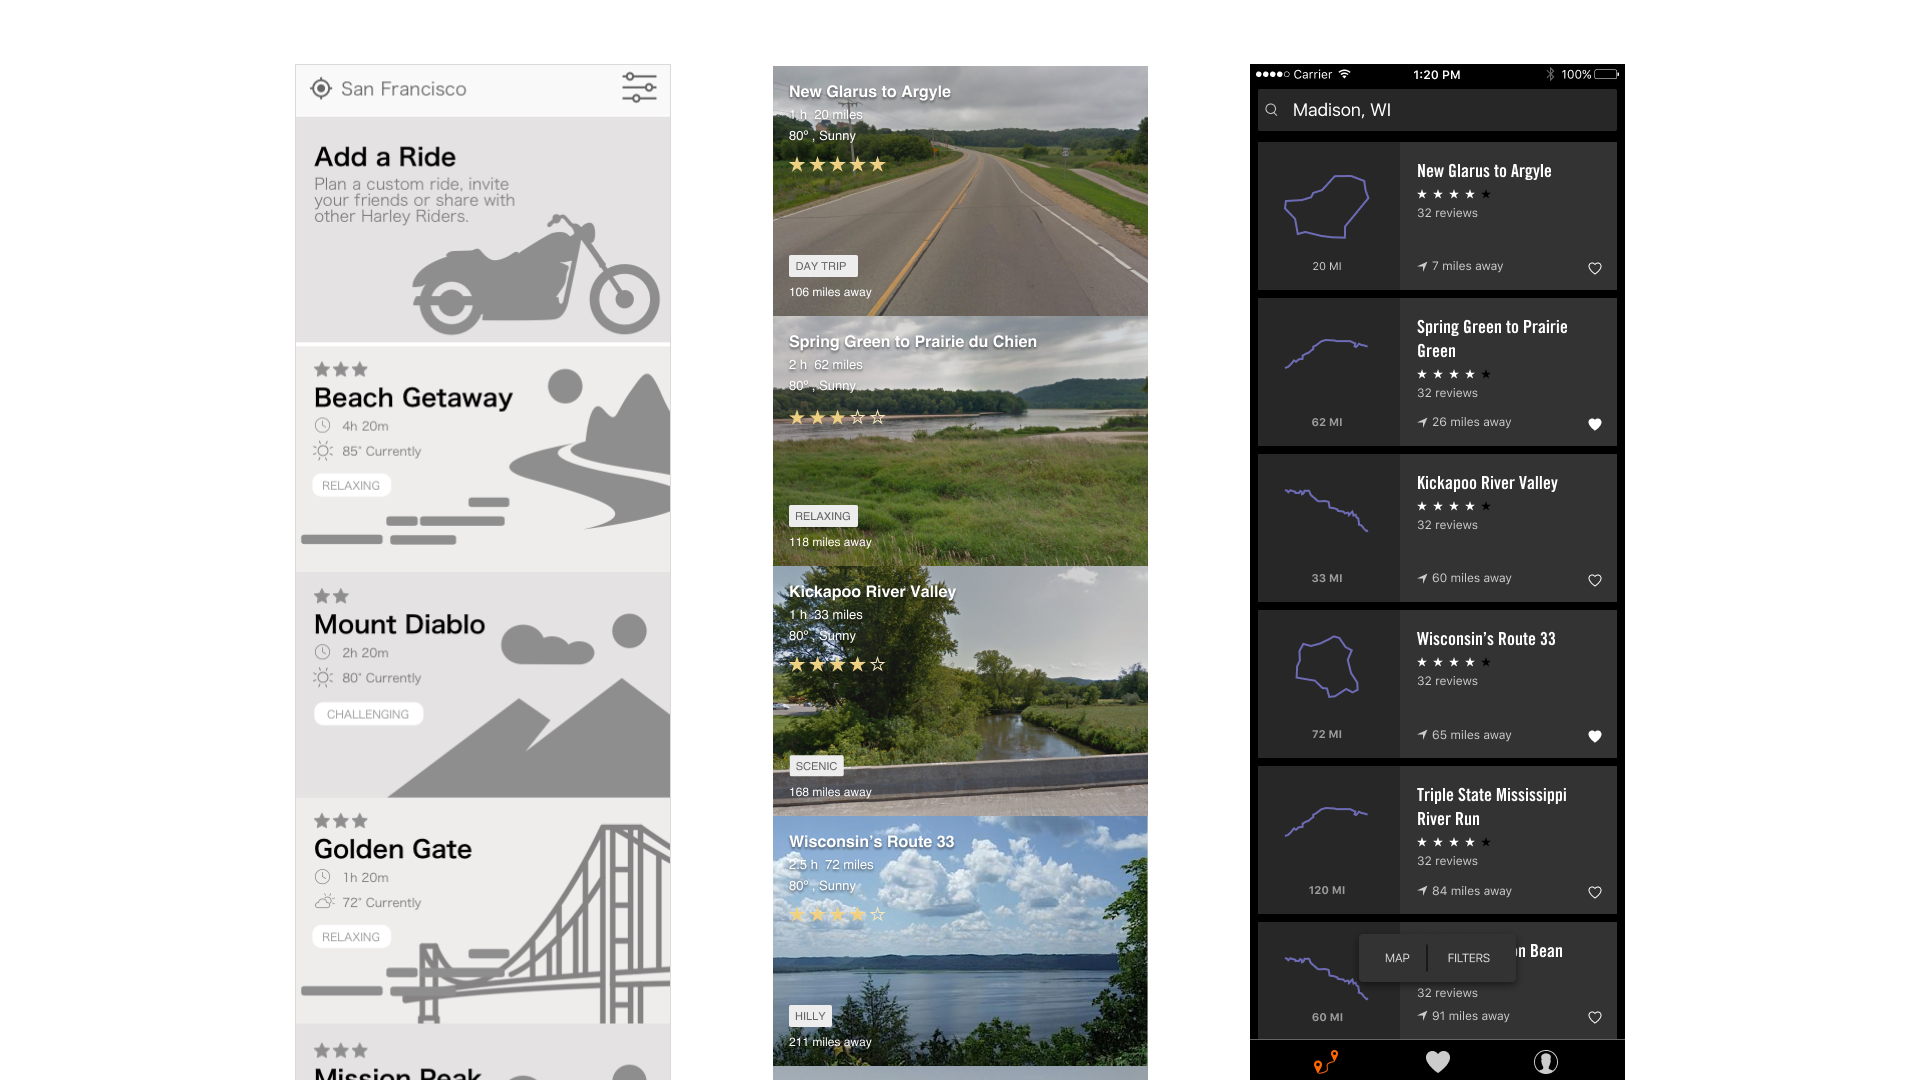 San Francisco
Add a Ride
Plan a custom ride, invite
your friends or share with
other Harley Riders.
Beach Getaway
4h 20m
85° Currently
RELAXING
Mount Diablo
2h 20m
80° Currently
CHALLENGING
Golden Gate
1h 20m
72° Currently
RELAXING
Mission Peak
New Glarus to Argyle
1 h 20 miles
80° , Sunny
DAY TRIP
106 miles away
Spring Green to Prairie du Chien
2 h 62 miles
80° , Sunny
RELAXING
118 miles away
Kickapoo River Valley
1 h 33 miles
80° , Sunny
SCENIC
168 miles away
Wisconsin's Route 33
2.5 h 72 miles
80° , Sunny
HILLY
211 miles away
Carrier 1:20 PM 100%
Madison, WI
New Glarus to Argyle
32 reviews
20 MI
7 miles away
Spring Green to Prairie
Green
32 reviews
62 MI
26 miles away
Kickapoo River Valley
32 reviews
33 MI
60 miles away
Wisconsin's Route 33
32 reviews
72 MI
65 miles away
Triple State Mississippi
River Run
32 reviews
120 MI
84 miles away
Bean
MAP FILTERS
32 reviews
60 MI
91 miles away